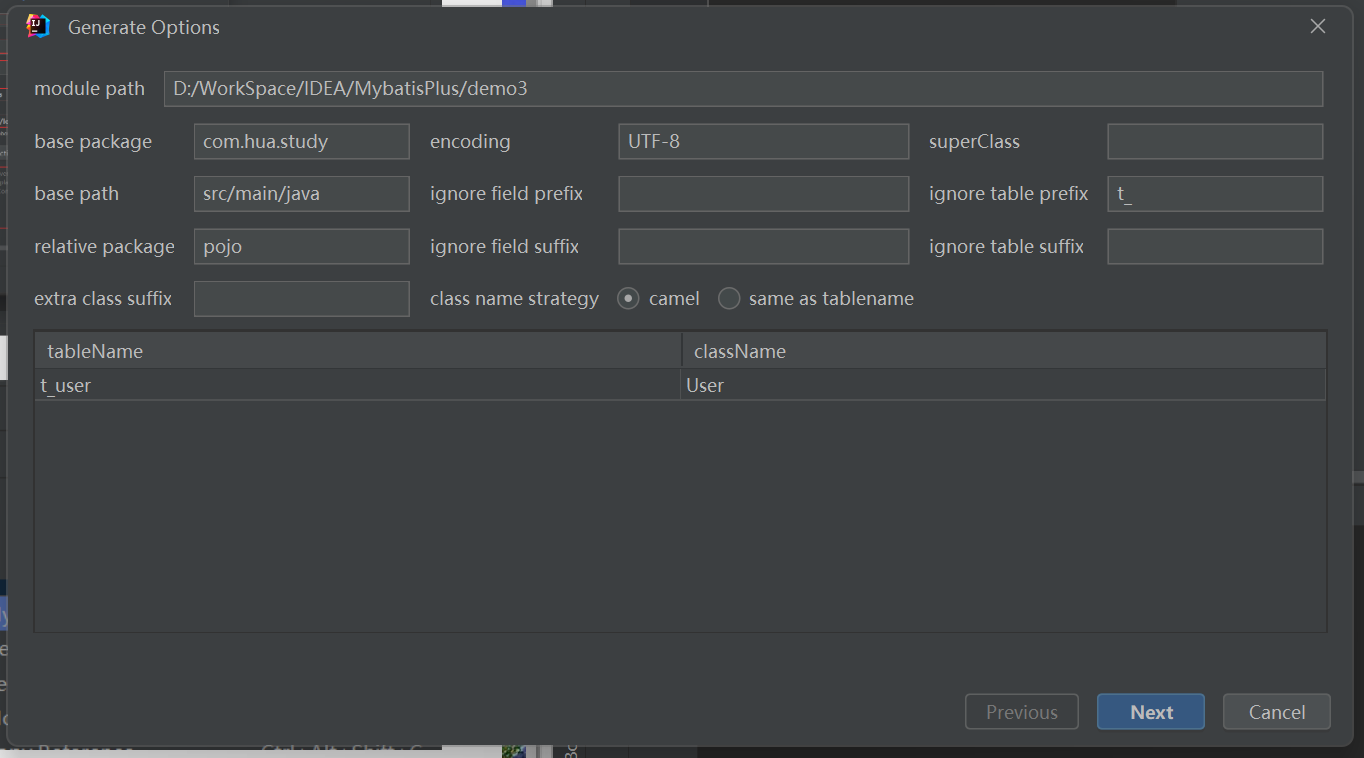 Generate Options
module path D:/WorkSpace/IDEA/MybatisPlus/demo3
base package com.hua.study encoding UTF-8 superClass
base path src/main/java ignore field prefix ignore table prefix t_
relative package pojo ignore field suffix ignore table suffix
extra class suffix class name strategy camel same as tablename
tableName className
t_user User
Previous Next Cancel